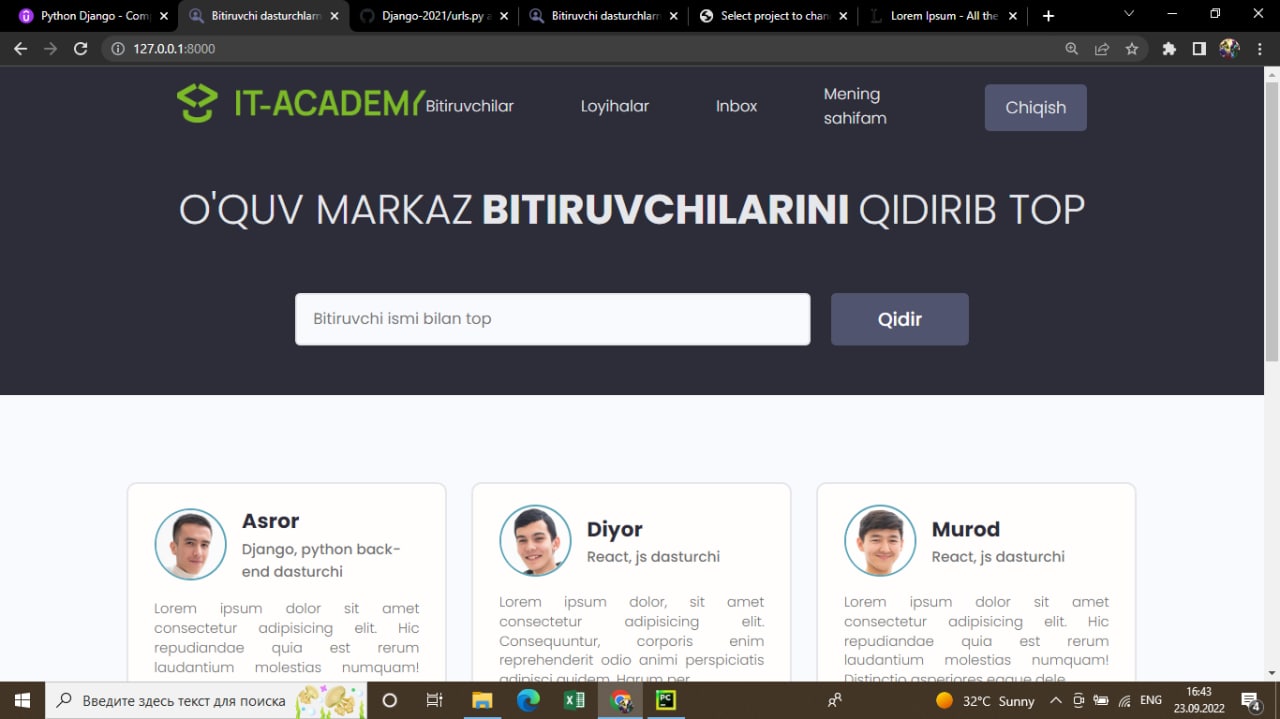 Python Django - Com
Bitiruvchi dasturchlarn
Django-2021/urls.py a
Bitiruvchi dasturchlarn
Select project to chan
Lorem Ipsum - All the
127.0.0.1:8000
IT-ACADEMY
Bitiruvchilar
Loyihalar
Inbox
Mening
sahifam
Chiqish
O'QUV MARKAZ BITIRUVCHILARINI QIDIRIB TOP
Bitiruvchi ismi bilan top
Qidir
Asror
Django, python back-
end dasturchi
Lorem ipsum dolor sit amet
consectetur adipisicing elit. Hic
repudiandae quia est rerum
laudantium molestias numquam!
Diyor
React, js dasturchi
Lorem ipsum dolor, sit amet
consectetur adipisicing elit.
Consequuntur, corporis enim
reprehenderit odio animi perspiciatis
adipisci quidem. Harum per
Murod
React, js dasturchi
Lorem ipsum dolor sit amet
consectetur adipisicing elit. Hic
repudiandae quia est rerum
laudantium molestias numquam!
Distinctio asperiores eaque dele
Введите здесь текст для поиска
32°C Sunny
ENG
16:43
23.09.2022
4